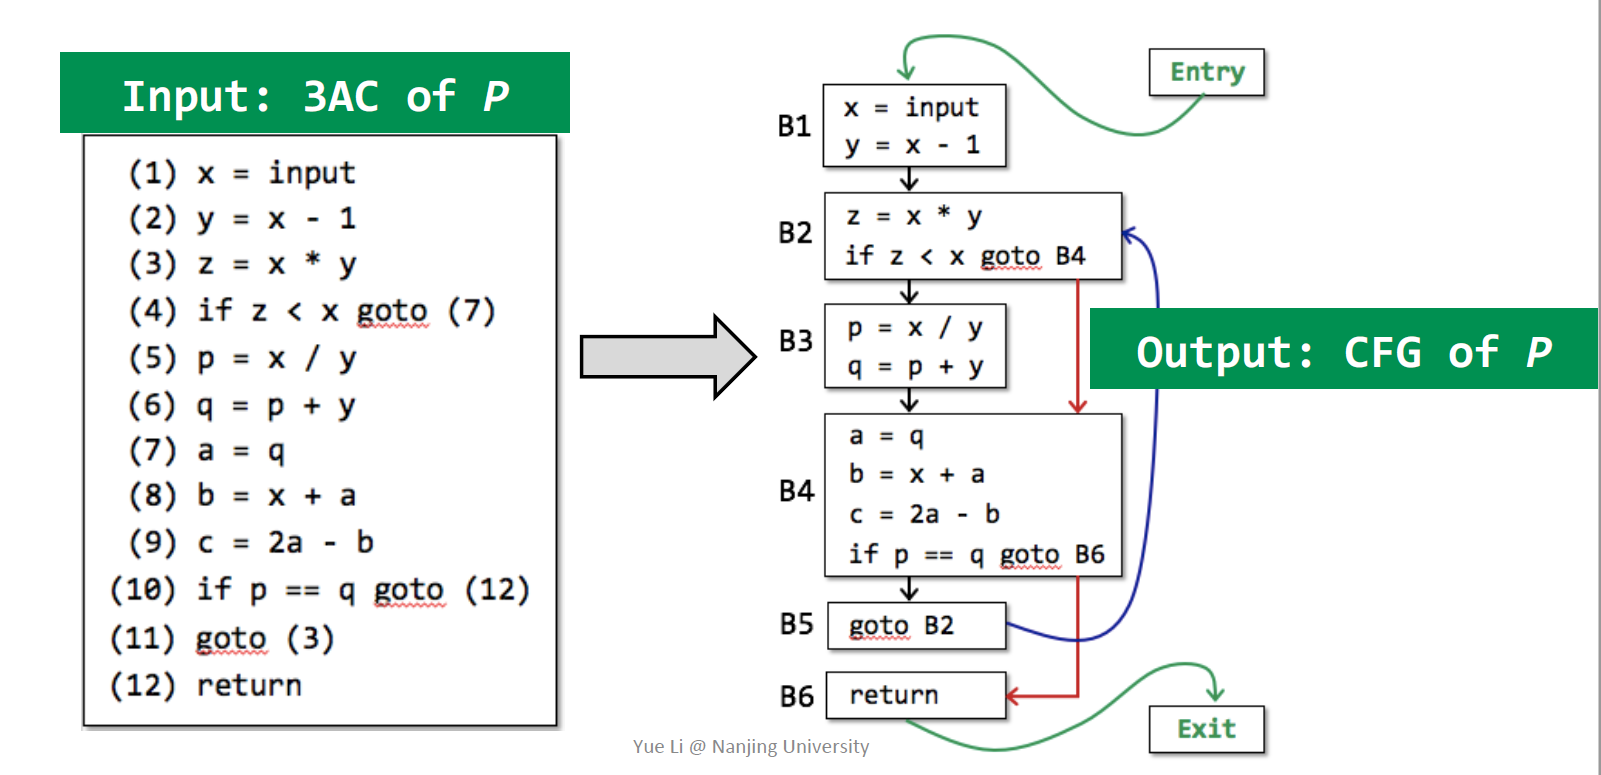 Input: 3AC of P
(1) x = input
(2) y = x - 1
(3) z = x * y
(4) if z < x goto (7)
(5) p = x / y
(6) q = p + y
(7) a = q
(8) b = x + a
(9) c = 2a - b
(10) if p == q goto (12)
(11) goto (3)
(12) return
Entry
B1
x = input
y = x - 1
B2
z = x * y
if z < x goto B4
B3
p = x / y
q = p + y
Output: CFG of P
B4
a = q
b = x + a
c = 2a - b
if p == q goto B6
B5
goto B2
B6
return
Exit
Yue Li @ Nanjing University